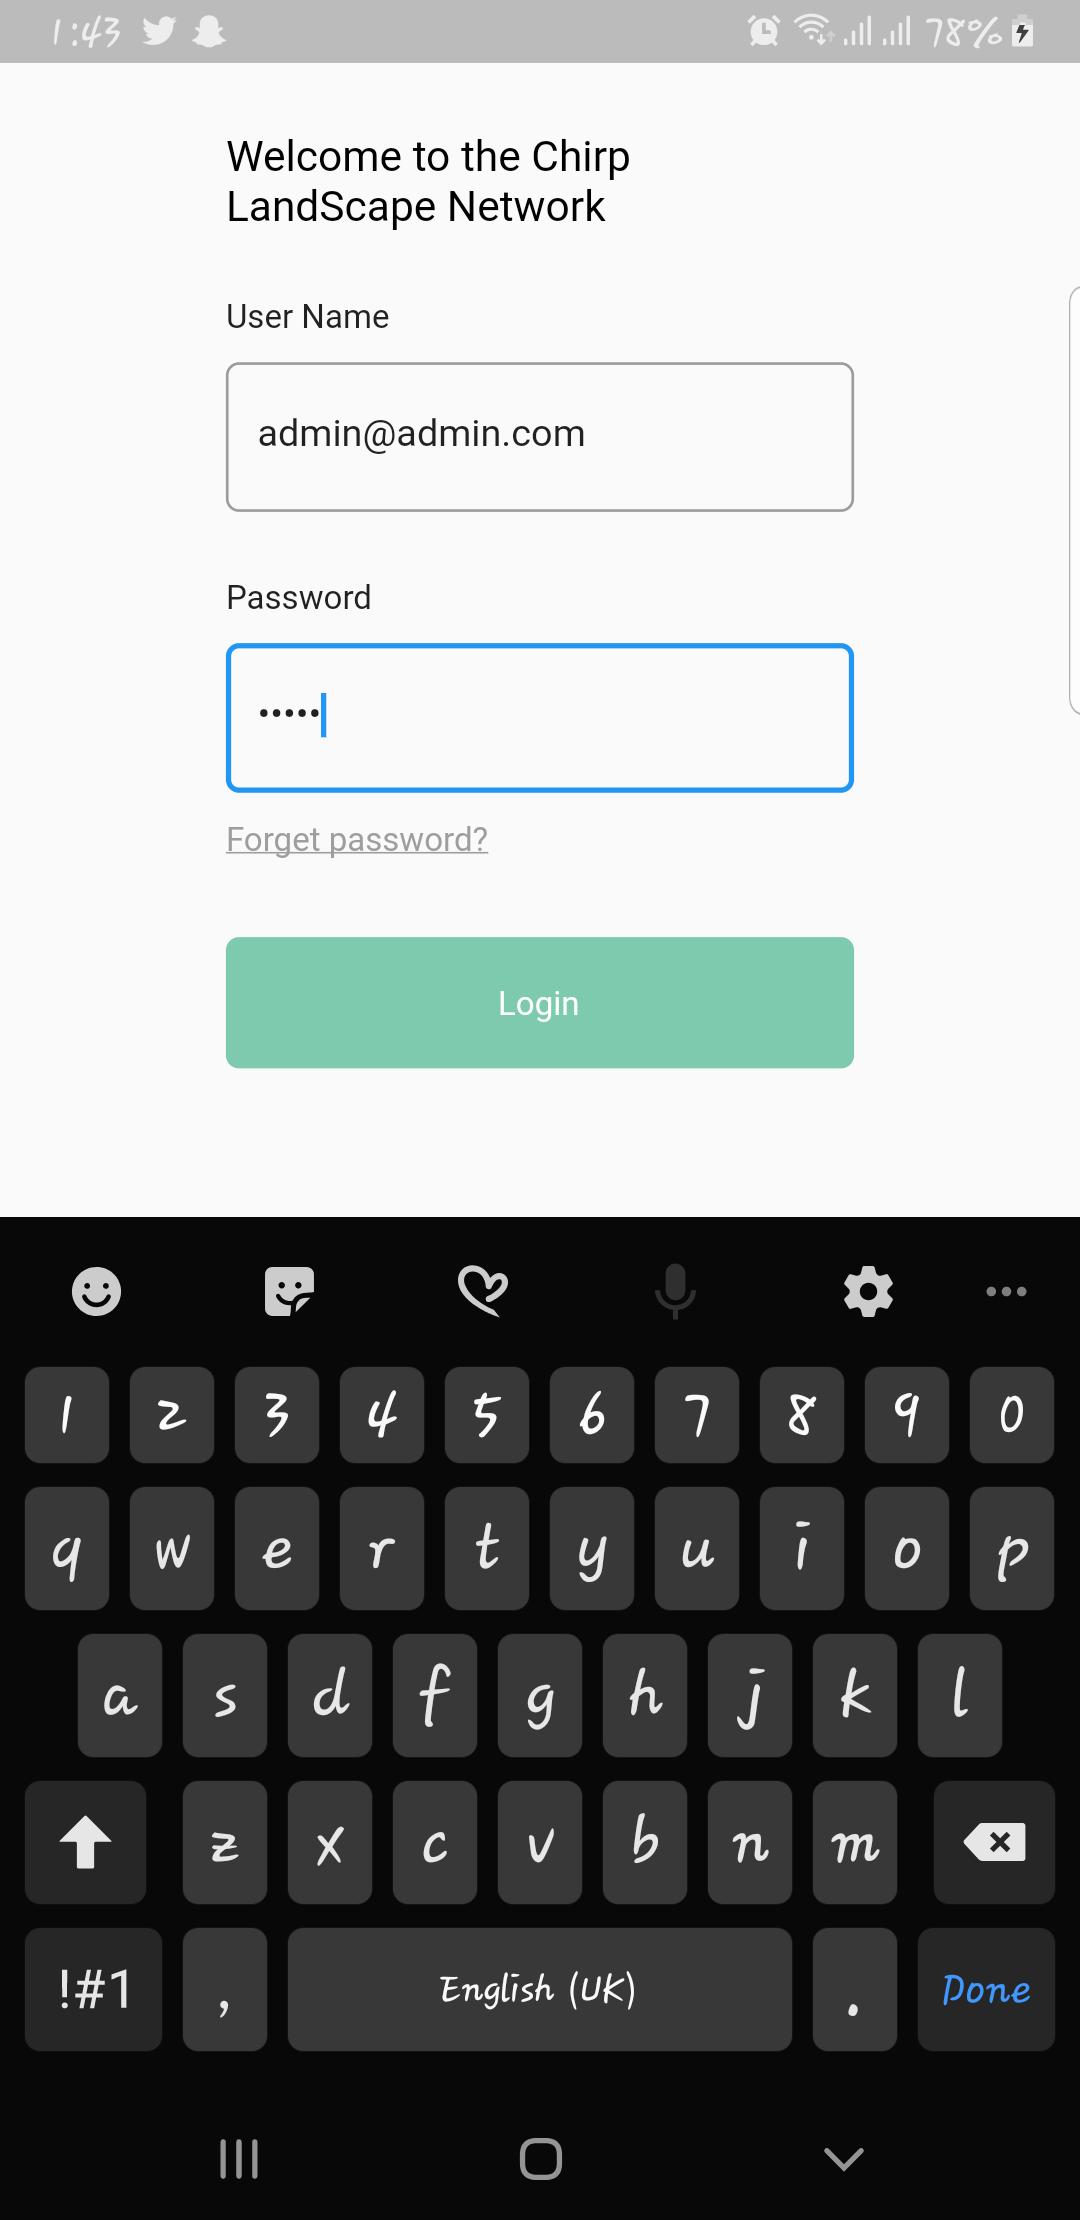 1:43 78%
Welcome to the Chirp
LandScape Network
User Name
admin@admin.com
Password
•••••
Forget password?
Login
1 2 3 4 5 6 7 8 9 0
q w e r t y u i o p
a s d f g h j k l
z x c v b n m
!#1 , English (UK) . Done